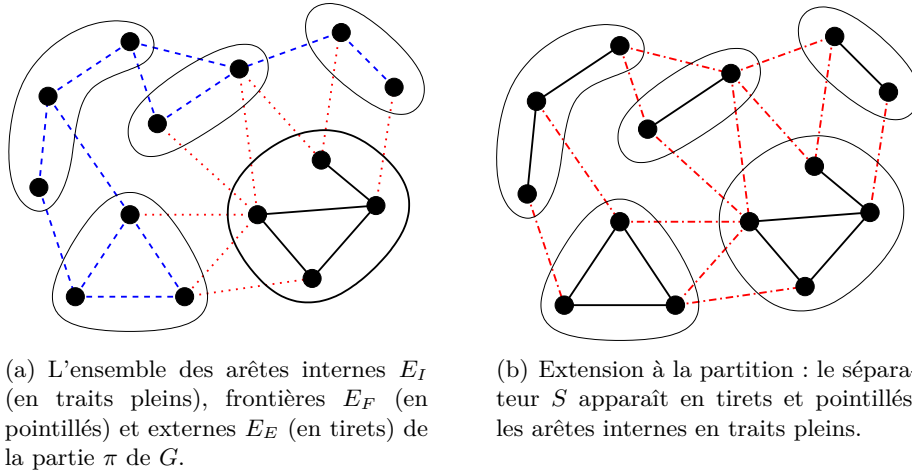 (a) L'ensemble des arêtes internes E_I
(en traits pleins), frontières E_F (en
pointillés) et externes E_E (en tirets) de
la partie π de G.
(b) Extension à la partition : le sépara-
teur S apparaît en tirets et pointillés
les arêtes internes en traits pleins.